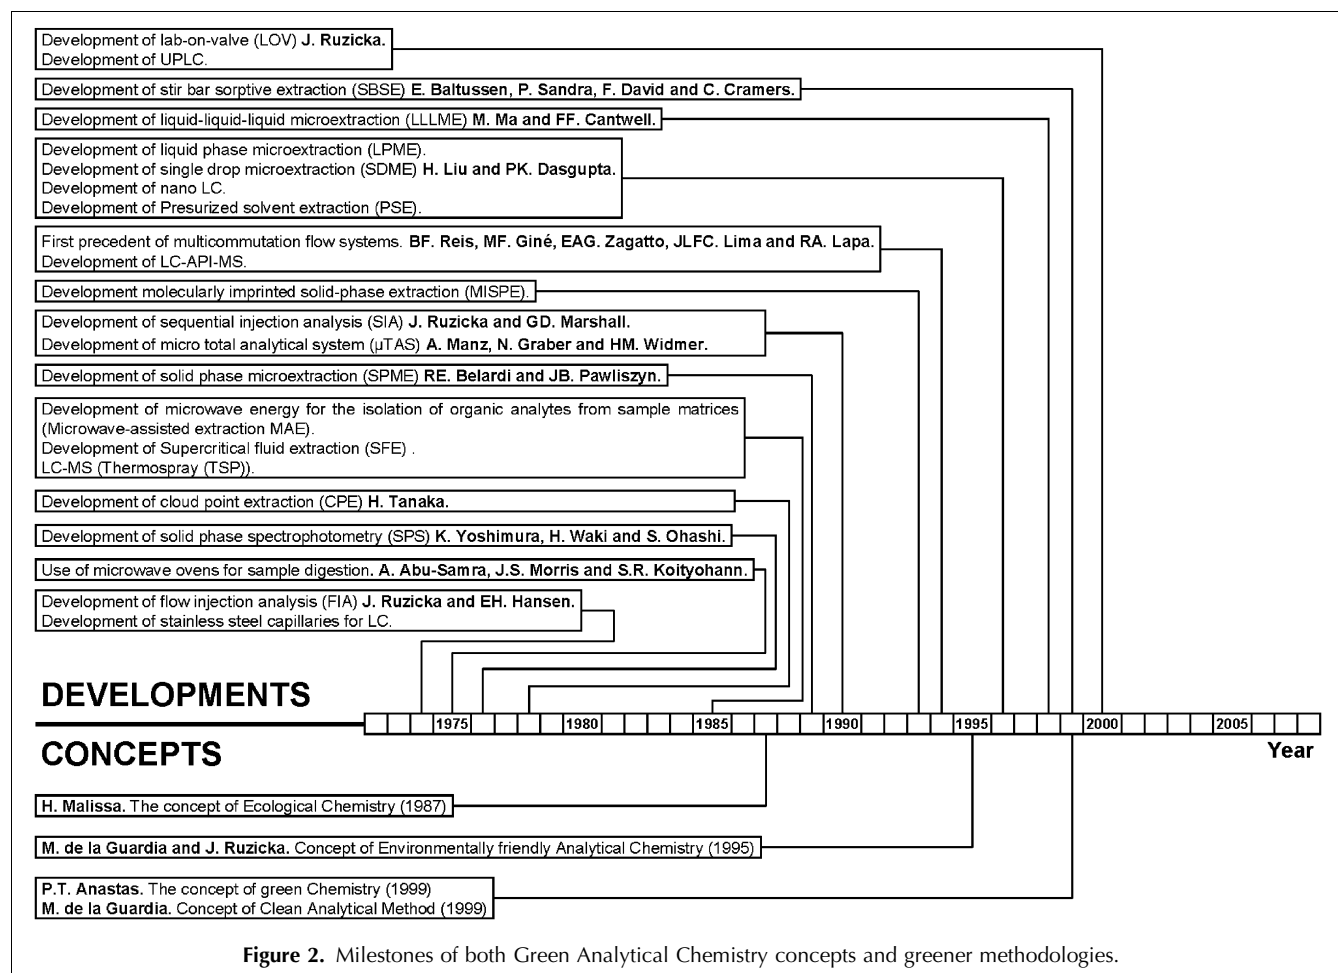 Development of lab-on-valve (LOV) J. Ruzicka.
Development of UPLC.
Development of stir bar sorptive extraction (SBSE) E. Baltussen, P. Sandra, F. David and C. Cramers.
Development of liquid-liquid-liquid microextraction (LLLME) M. Ma and FF. Cantwell.
Development of liquid phase microextraction (LPME).
Development of single drop microextraction (SDME) H. Liu and PK. Dasgupta.
Development of nano LC.
Development of Presurized solvent extraction (PSE).
First precedent of multicommutation flow systems. BF. Reis, MF. Giné, EAG. Zagatto, JLFC. Lima and RA. Lapa.
Development of LC-API-MS.
Development molecularly imprinted solid-phase extraction (MISPE).
Development of sequential injection analysis (SIA) J. Ruzicka and GD. Marshall.
Development of micro total analytical system (µTAS) A. Manz, N. Graber and HM. Widmer.
Development of solid phase microextraction (SPME) RE. Belardi and JB. Pawliszyn.
Development of microwave energy for the isolation of organic analytes from sample matrices
(Microwave-assisted extraction MAE).
Development of Supercritical fluid extraction (SFE) .
LC-MS (Thermospray (TSP)).
Development of cloud point extraction (CPE) H. Tanaka.
Development of solid phase spectrophotometry (SPS) K. Yoshimura, H. Waki and S. Ohashi.
Use of microwave ovens for sample digestion. A. Abu-Samra, J.S. Morris and S.R. Koityohann.
Development of flow injection analysis (FIA) J. Ruzicka and EH. Hansen.
Development of stainless steel capillaries for LC.
DEVELOPMENTS
1975 1980 1985 1990 1995 2000 2005
CONCEPTS
Year
H. Malissa. The concept of Ecological Chemistry (1987)
M. de la Guardia and J. Ruzicka. Concept of Environmentally friendly Analytical Chemistry (1995)
P.T. Anastas. The concept of green Chemistry (1999)
M. de la Guardia. Concept of Clean Analytical Method (1999)
Figure 2. Milestones of both Green Analytical Chemistry concepts and greener methodologies.